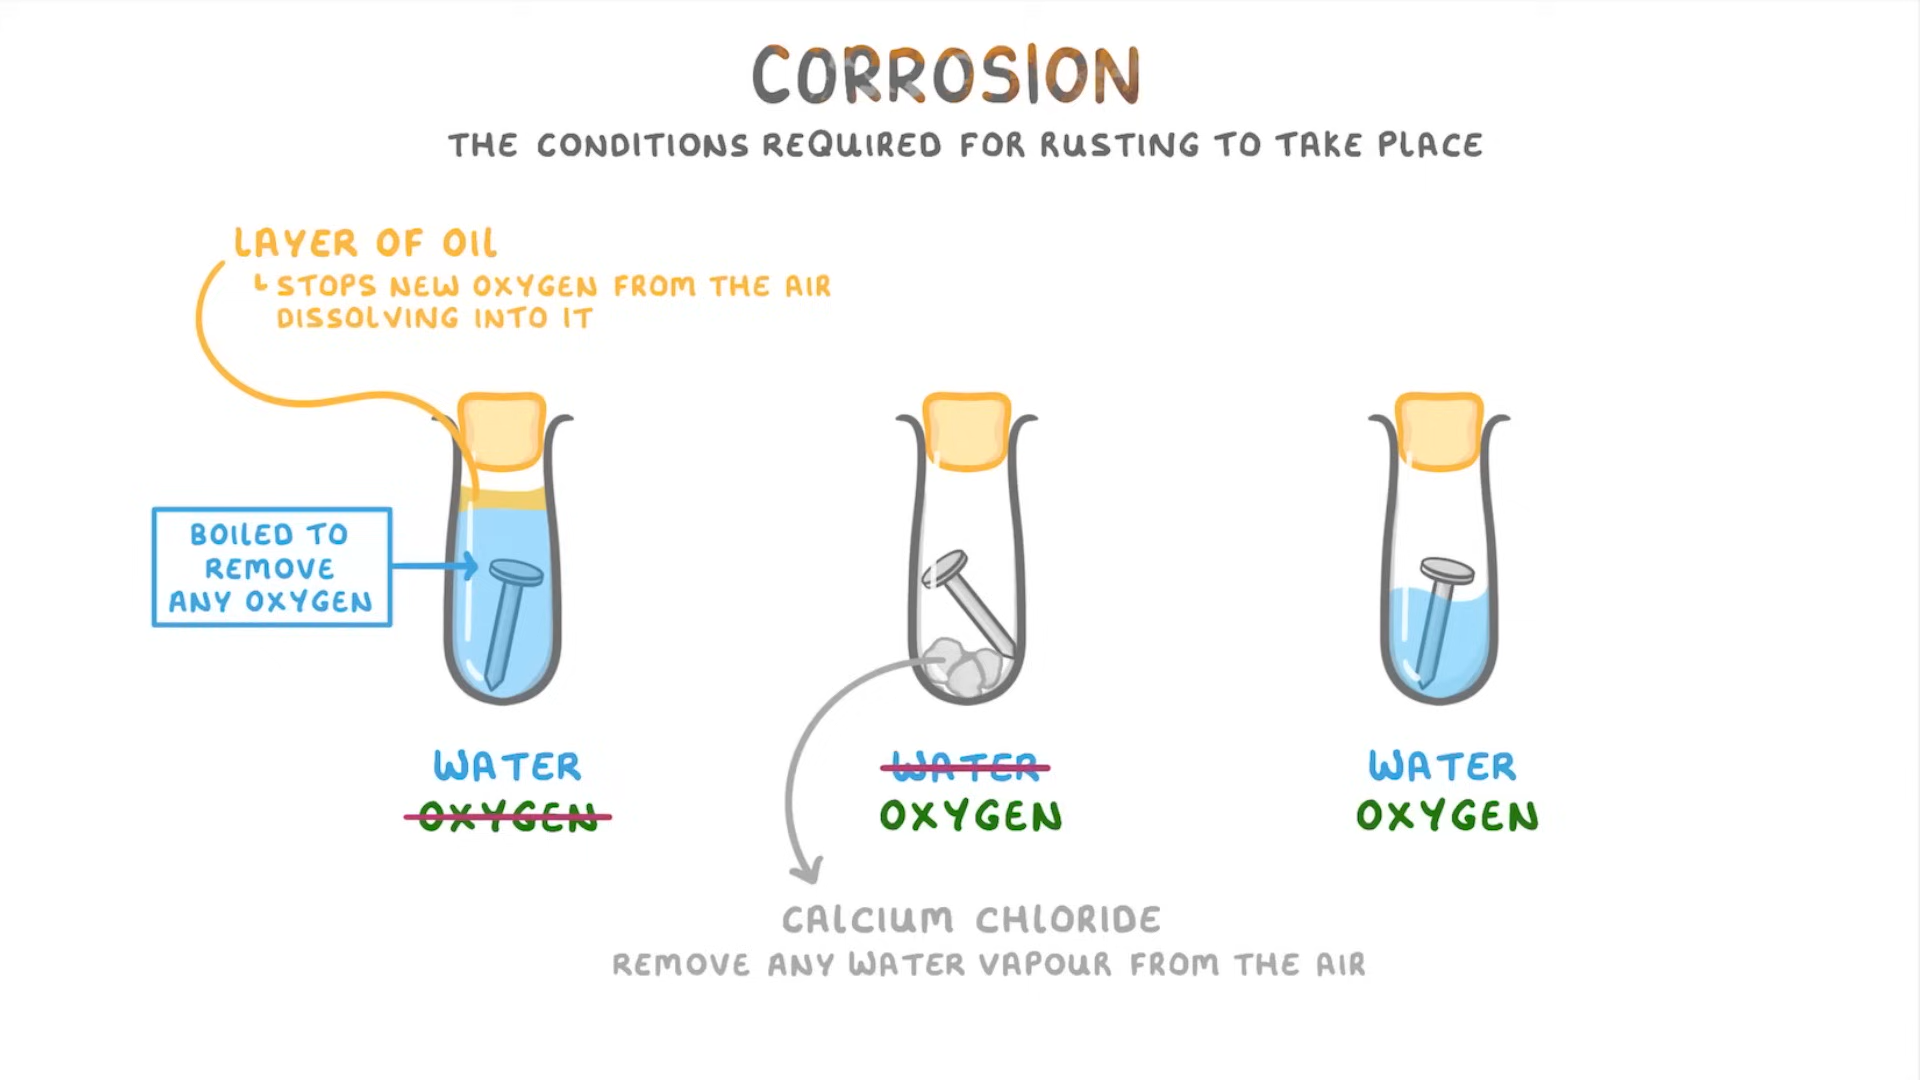 CORROSION
THE CONDITIONS REQUIRED FOR RUSTING TO TAKE PLACE
LAYER OF OIL
STOPS NEW OXYGEN FROM THE AIR
DISSOLVING INTO IT
BOILED TO
REMOVE
ANY OXYGEN
WATER
OXYGEN
WATER
OXYGEN
WATER
OXYGEN
CALCIUM CHLORIDE
REMOVE ANY WATER VAPOUR FROM THE AIR